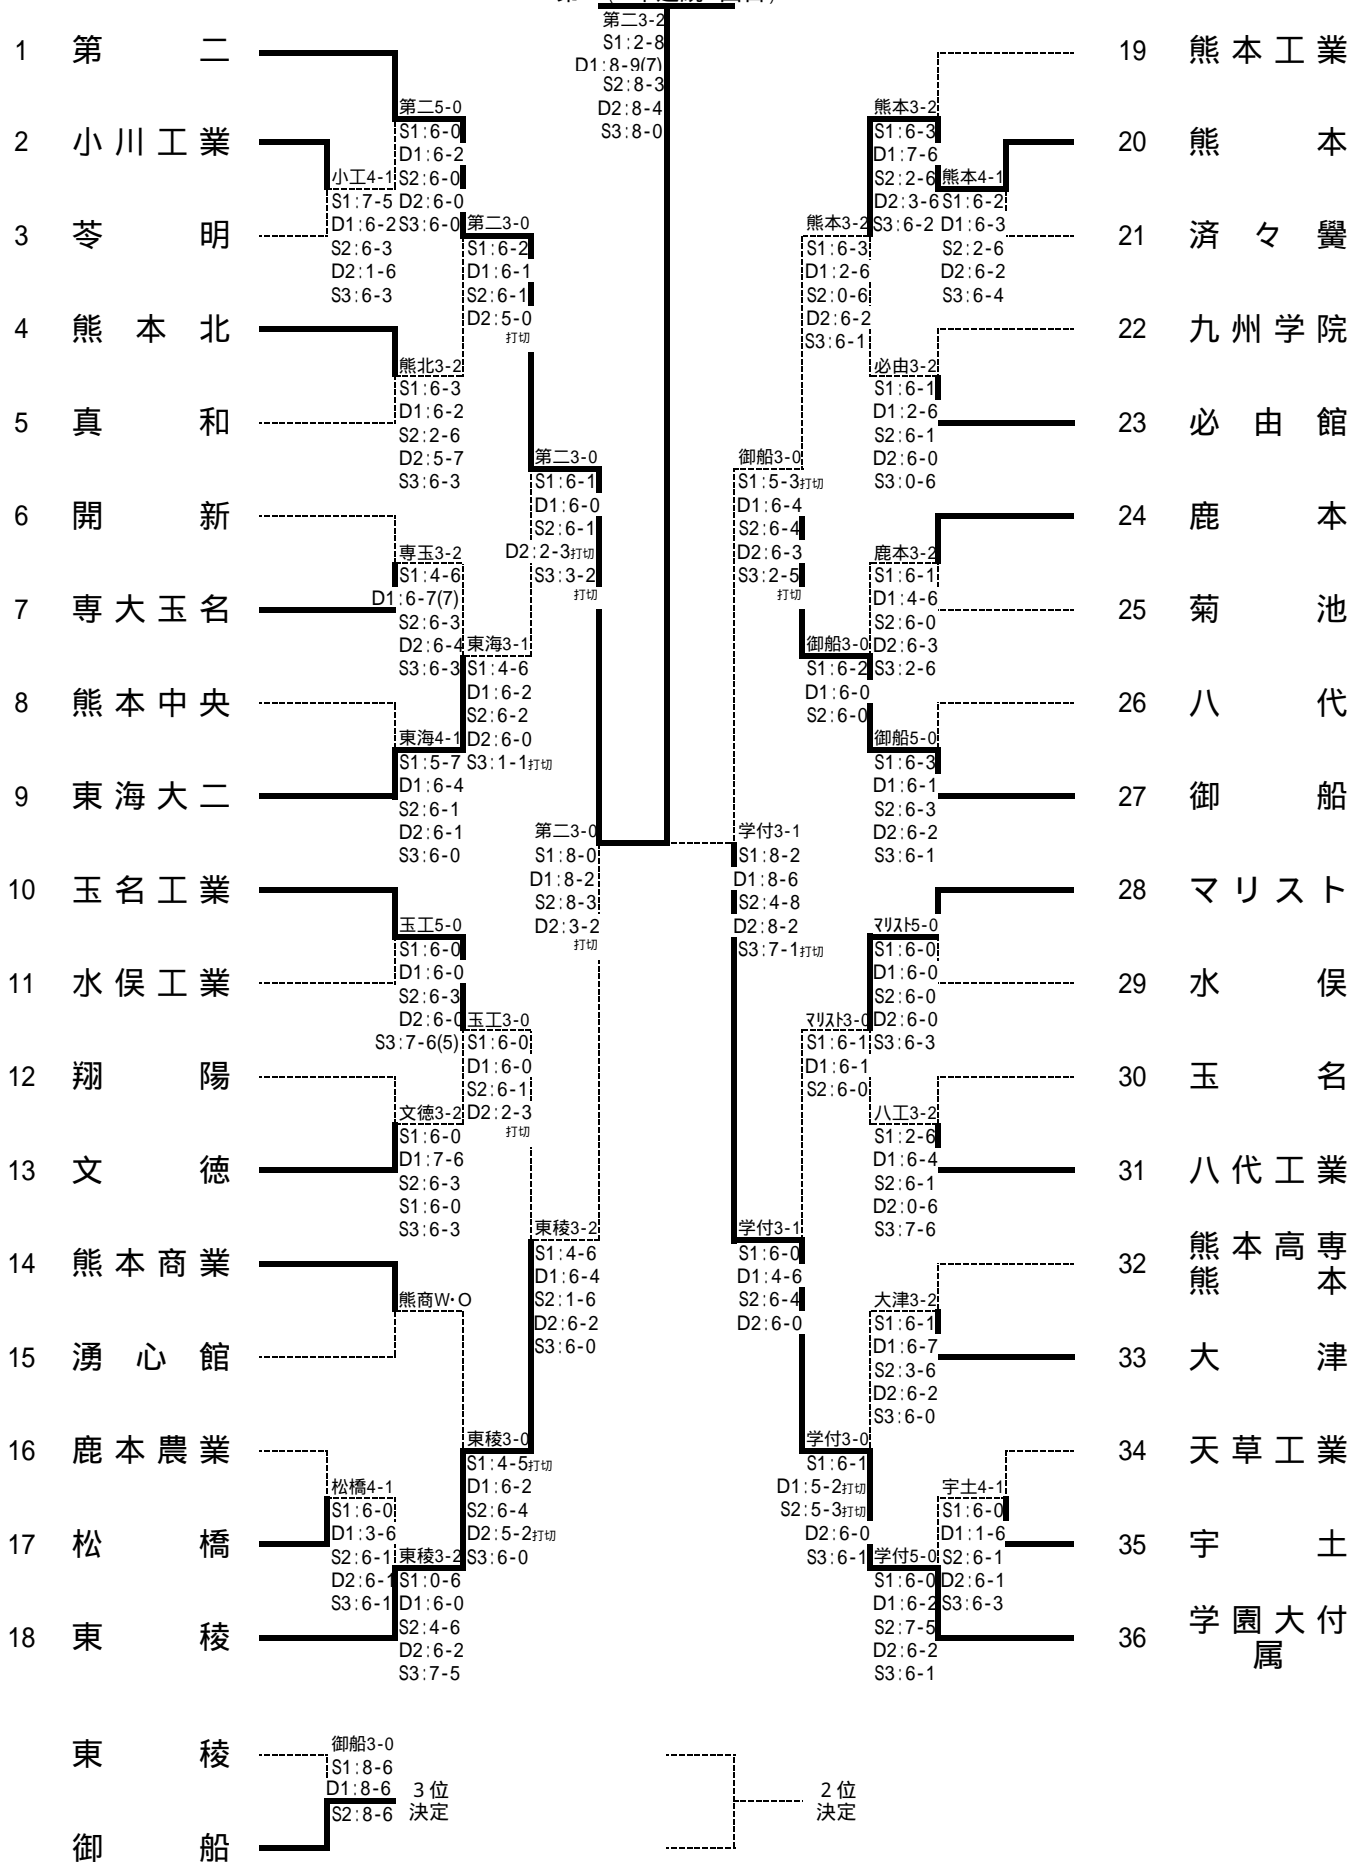 第二3-2
S1:2-8
D1:8-9(7)
S2:8-3
D2:8-4
S3:8-0
1 第二
2 小川工業
3 苓明
4 熊本北
5 真和
6 開新
7 専大玉名
8 熊本中央
9 東海大二
10 玉名工業
11 水俣工業
12 翔陽
13 文徳
14 熊本商業
15 湧心館
16 鹿本農業
17 松橋
18 東稜
小工4-1
S1:7-5
D1:6-2
S2:6-3
D2:1-6
S3:6-3
松橋4-1
S1:6-0
D1:3-6
S2:6-1
D2:6-1
S3:6-1
第二5-0
S1:6-0
D1:6-2
S2:6-0
D2:6-0
S3:6-0
熊北3-2
S1:6-3
D1:6-2
S2:2-6
D2:5-7
S3:6-3
専玉3-2
S1:4-6
D1:6-7(7)
S2:6-3
D2:6-4
S3:6-3
東海4-1
S1:5-7
D1:6-4
S2:6-1
D2:6-1
S3:6-0
玉工5-0
S1:6-0
D1:6-0
S2:6-3
D2:6-0
S3:7-6(5)
文徳3-2
S1:6-0
D1:7-6
S2:6-3
S1:6-0
S3:6-3
熊商W・O
東稜3-2
S1:0-6
D1:6-0
S2:4-6
D2:6-2
S3:7-5
第二3-0
S1:6-2
D1:6-1
S2:6-1
D2:5-0
打切
東海3-1
S1:4-6
D1:6-2
S2:6-2
D2:6-0
S3:1-1打切
玉工3-0
S1:6-0
D1:6-0
S2:6-1
D2:2-3
打切
東稜3-0
S1:4-5打切
D1:6-2
S2:6-4
D2:5-2打切
S3:6-0
第二3-0
S1:6-1
D1:6-0
S2:6-1
D2:2-3打切
S3:3-2
打切
東稜3-2
S1:4-6
D1:6-4
S2:1-6
D2:6-2
S3:6-0
第二3-0
S1:8-0
D1:8-2
S2:8-3
D2:3-2
打切
学付3-1
S1:8-2
D1:8-6
S2:4-8
D2:8-2
S3:7-1打切
御船3-0
S1:5-3打切
D1:6-4
S2:6-4
D2:6-3
S3:2-5
打切
学付3-1
S1:6-0
D1:4-6
S2:6-4
D2:6-0
熊本3-2
S1:6-3
D1:2-6
S2:0-6
D2:6-2
S3:6-1
御船3-0
S1:6-2
D1:6-0
S2:6-0
マリスト3-0
S1:6-1
D1:6-1
S2:6-0
学付3-0
S1:6-1
D1:5-2打切
S2:5-3打切
D2:6-0
S3:6-1
熊本3-2
S1:6-3
D1:7-6
S2:2-6
D2:3-6
S3:6-2
必由3-2
S1:6-1
D1:2-6
S2:6-1
D2:6-0
S3:0-6
鹿本3-2
S1:6-1
D1:4-6
S2:6-0
D2:6-3
S3:2-6
御船5-0
S1:6-3
D1:6-1
S2:6-3
D2:6-2
S3:6-1
マリスト5-0
S1:6-0
D1:6-0
S2:6-0
D2:6-0
S3:6-3
八工3-2
S1:2-6
D1:6-4
S2:6-1
D2:0-6
S3:7-6
大津3-2
S1:6-1
D1:6-7
S2:3-6
D2:6-2
S3:6-0
学付5-0
S1:6-0
D1:6-2
S2:7-5
D2:6-2
S3:6-1
熊本4-1
S1:6-2
D1:6-3
S2:2-6
D2:6-2
S3:6-4
宇土4-1
S1:6-0
D1:1-6
S2:6-1
D2:6-1
S3:6-3
19 熊本工業
20 熊本
21 済々黌
22 九州学院
23 必由館
24 鹿本
25 菊池
26 八代
27 御船
28 マリスト
29 水俣
30 玉名
31 八代工業
32 熊本高専
熊本
33 大津
34 天草工業
35 宇土
36 学園大付
属
東稜
御船
御船3-0
S1:8-6
D1:8-6
S2:8-6
3位
決定
2位
決定